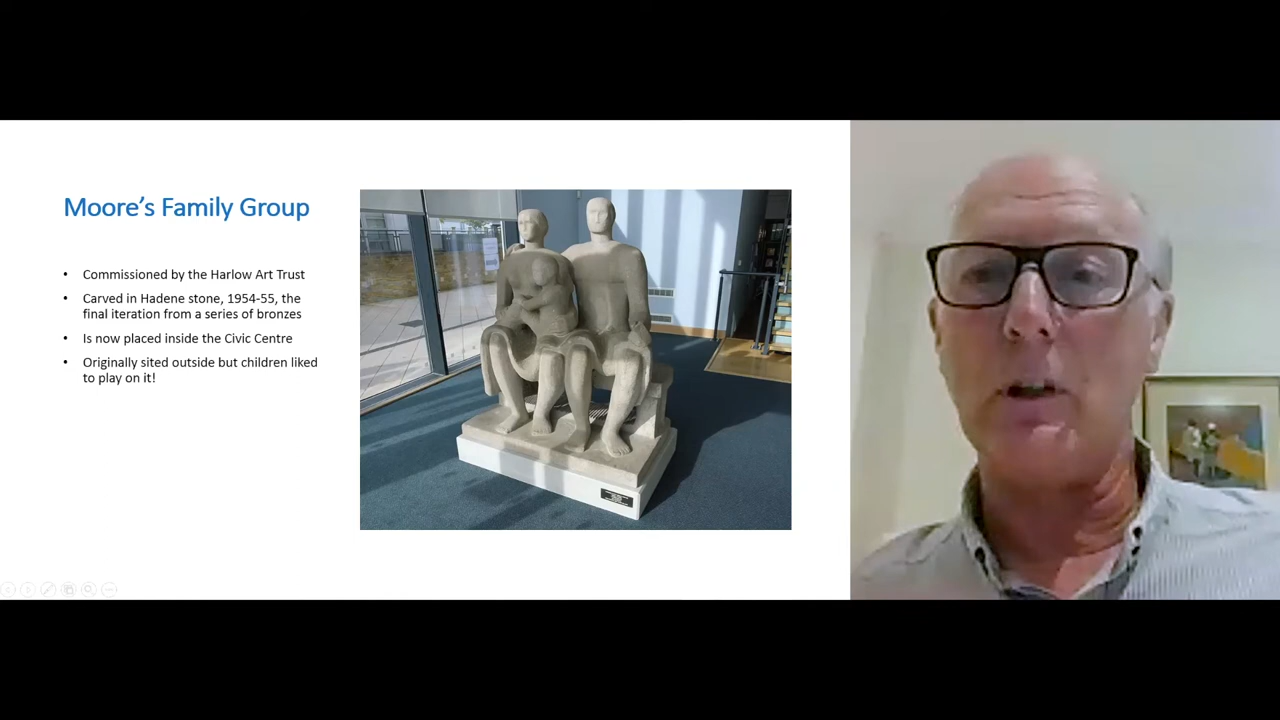 Moore's Family Group
• Commissioned by the Harlow Art Trust
• Carved in Hadene stone, 1954-55, the
final iteration from a series of bronzes
• Is now placed inside the Civic Centre
• Originally sited outside but children liked
to play on it!